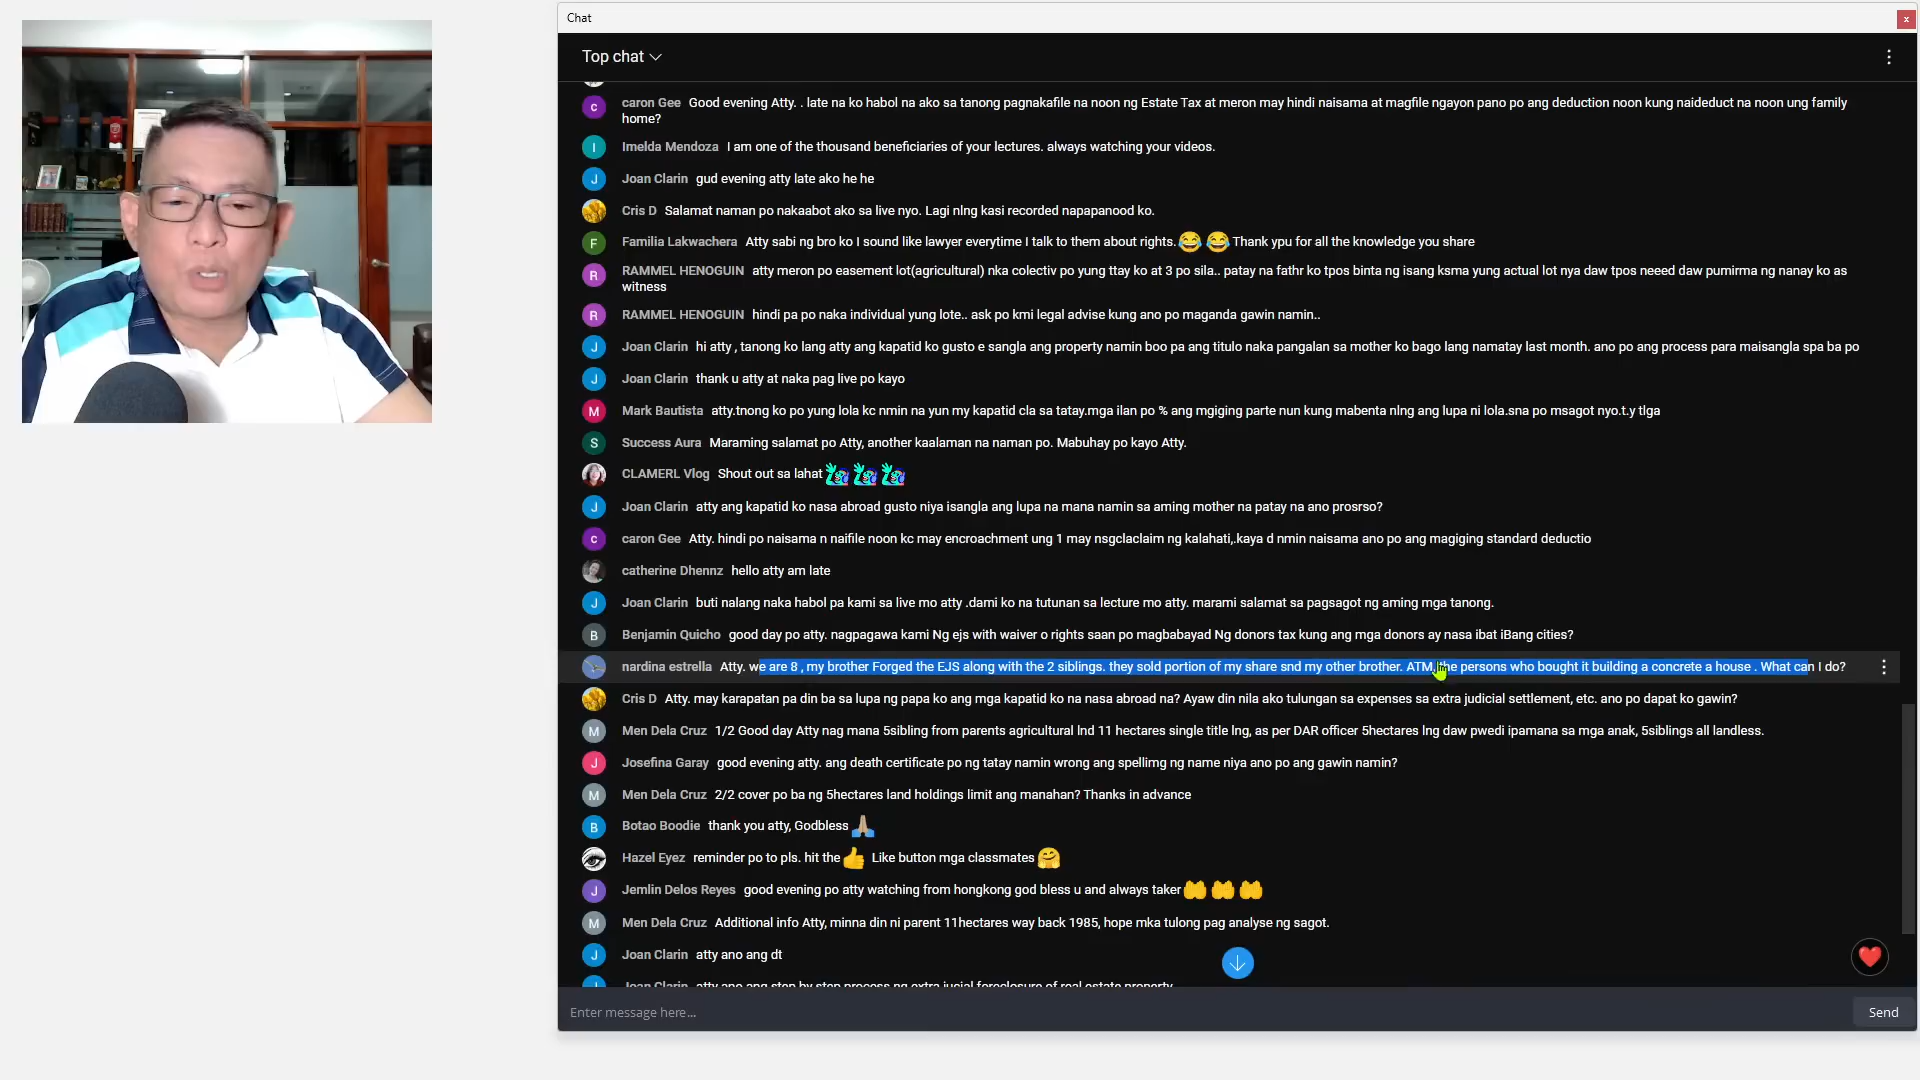 Chat
Top chat
caron Gee Good evening Atty. . late na ko habol na ako sa tanong pagnakafile na noon ng Estate Tax at meron may hindi naisama at magfile ngayon pano po ang deduction noon kung naideduct na noon ung family
home?
Imelda Mendoza I am one of the thousand beneficiaries of your lectures. always watching your videos.
Joan Clarin gud evening atty late ako he he
Cris D Salamat naman po nakaabot ako sa live nyo. Lagi nlng kasi recorded napapanood ko.
Familia Lakwachera Atty sabi ng bro ko I sound like lawyer everytime I talk to them about rights. 😂 😂 Thank ypu for all the knowledge you share
RAMMEL HENOGUIN atty meron po easement lot(agricultural) nka colectiv po yung ttay ko at 3 po sila.. patay na fathr ko tpos binta ng isang ksma yung actual lot nya daw tpos neeed daw pumirma ng nanay ko as
witness
RAMMEL HENOGUIN hindi pa po naka individual yung lote.. ask po kmi legal advise kung ano po maganda gawin namin..
Joan Clarin hi atty , tanong ko lang atty ang kapatid ko gusto e sangla ang property namin boo pa ang titulo naka pangalan sa mother ko bago lang namatay last month. ano po ang process para maisangla spa ba po
Joan Clarin thank u atty at naka pag live po kayo
Mark Bautista atty.tnong ko po yung lola kc nmin na yun my kapatid cla sa tatay.mga ilan po % ang mgiging parte nun kung mabenta nlng ang lupa ni lola.sna po msagot nyo.t.y tlga
Success Aura Maraming salamat po Atty, another kaalaman na naman po. Mabuhay po kayo Atty.
CLAMERL Vlog Shout out sa lahat
Joan Clarin atty ang kapatid ko nasa abroad gusto niya isangla ang lupa na mana namin sa aming mother na patay na ano prosrso?
caron Gee Atty. hindi po naisama n naifile noon kc may encroachment ung 1 may nsgclaclaim ng kalahati,.kaya d nmin naisama ano po ang magiging standard deductio
catherine Dhennz hello atty am late
Joan Clarin buti nalang naka habol pa kami sa live mo atty .dami ko na tutunan sa lecture mo atty. marami salamat sa pagsagot ng aming mga tanong.
Benjamin Quicho good day po atty. nagpagawa kami Ng ejs with waiver o rights saan po magbabayad Ng donors tax kung ang mga donors ay nasa ibat iBang cities?
nardina estrella Atty. we are 8 , my brother Forged the EJS along with the 2 siblings. they sold portion of my share snd my other brother. ATM, the persons who bought it building a concrete a house . What can I do?
Cris D Atty. may karapatan pa din ba sa lupa ng papa ko ang mga kapatid ko na nasa abroad na? Ayaw din nila ako tulungan sa expenses sa extra judicial settlement, etc. ano po dapat ko gawin?
Men Dela Cruz 1/2 Good day Atty nag mana 5sibling from parents agricultural lnd 11 hectares single title lng, as per DAR officer 5hectares lng daw pwedi ipamana sa mga anak, 5siblings all landless.
Josefina Garay good evening atty. ang death certificate po ng tatay namin wrong ang spellimg ng name niya ano po ang gawin namin?
Men Dela Cruz 2/2 cover po ba ng 5hectares land holdings limit ang manahan? Thanks in advance
Botao Boodie thank you atty, Godbless 🙏
Hazel Eyez reminder po to pls. hit the 👍 Like button mga classmates 🤗
Jemlin Delos Reyes good evening po atty watching from hongkong god bless u and always taker 🤲 🤲 🤲
Men Dela Cruz Additional info Atty, minna din ni parent 11hectares way back 1985, hope mka tulong pag analyse ng sagot.
Joan Clarin atty ano ang dt
Joan Clarin atty ano ang step by step process ng extra jucial foreclosure of real estate property
Enter message here...
Send